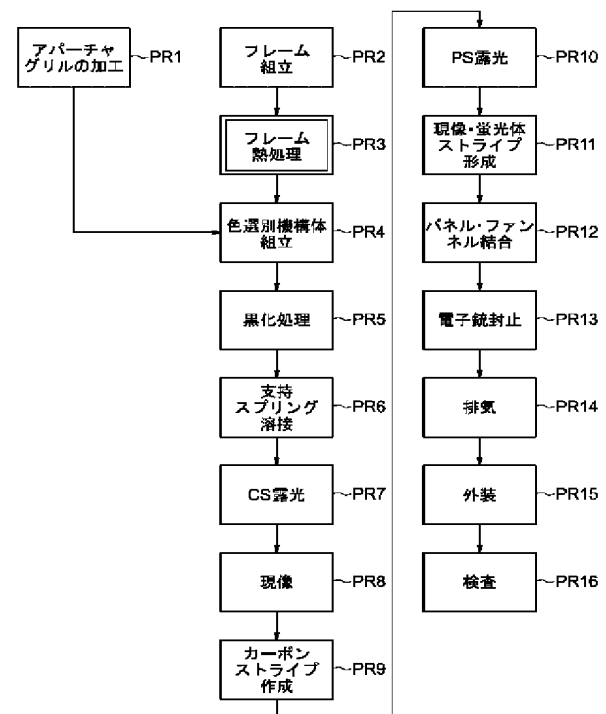 アパーチャ
グリルの加工
PR1
フレーム
組立
PR2
フレーム
熱処理
PR3
色選別機構体
組立
PR4
黒化処理
PR5
支持
スプリング
溶接
PR6
CS露光
PR7
現像
PR8
カーボン
ストライプ
作成
PR9
PS露光
PR10
現像・蛍光体
ストライプ
形成
PR11
パネル・ファン
ネル結合
PR12
電子銃封止
PR13
排気
PR14
外装
PR15
検査
PR16